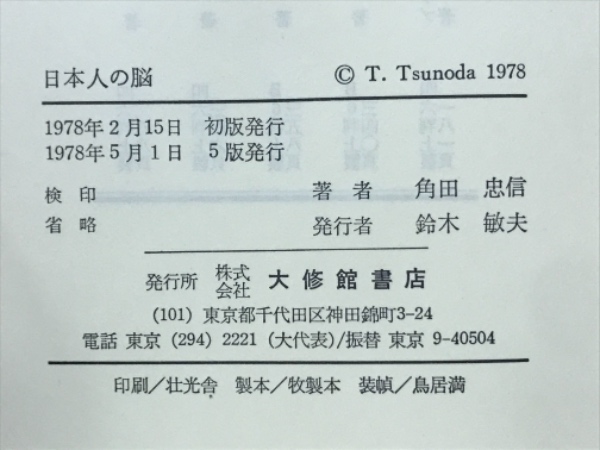 日本人の脳 © T. Tsunoda 1978
1978年2月15日 初版発行
1978年5月1日 5版発行
検印 著者 角田 忠信
省略 発行者 鈴木 敏夫
発行所 株式会社 大修館書店
(101) 東京都千代田区神田錦町3-24
電話 東京 (294) 2221 (大代表)/振替 東京 9-40504
印刷/壮光舎 製本/牧製本 装幀/鳥居満